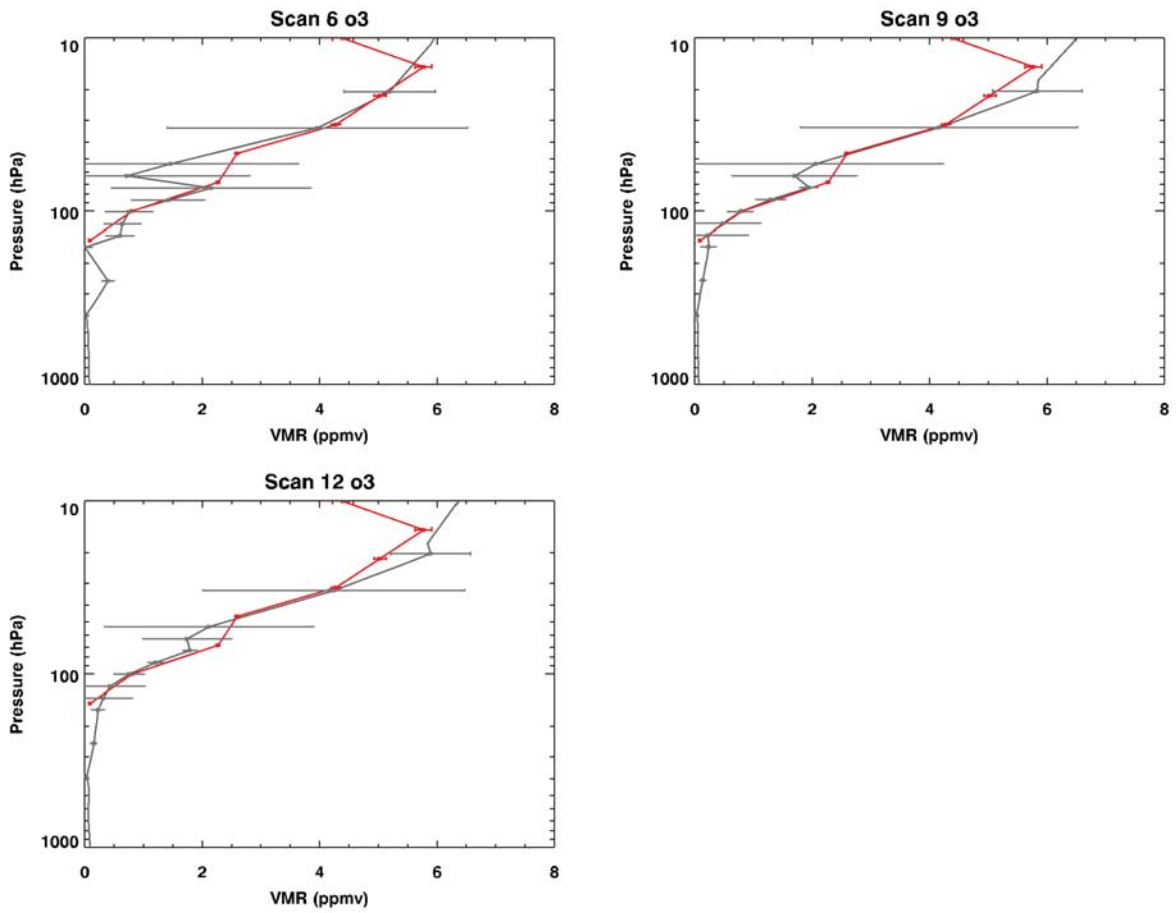 Scan 6 o3
10
100
1000
Pressure (hPa)
0 2 4 6 8
VMR (ppmv)
Scan 9 o3
10
100
1000
Pressure (hPa)
0 2 4 6 8
VMR (ppmv)
Scan 12 o3
10
100
1000
Pressure (hPa)
0 2 4 6 8
VMR (ppmv)